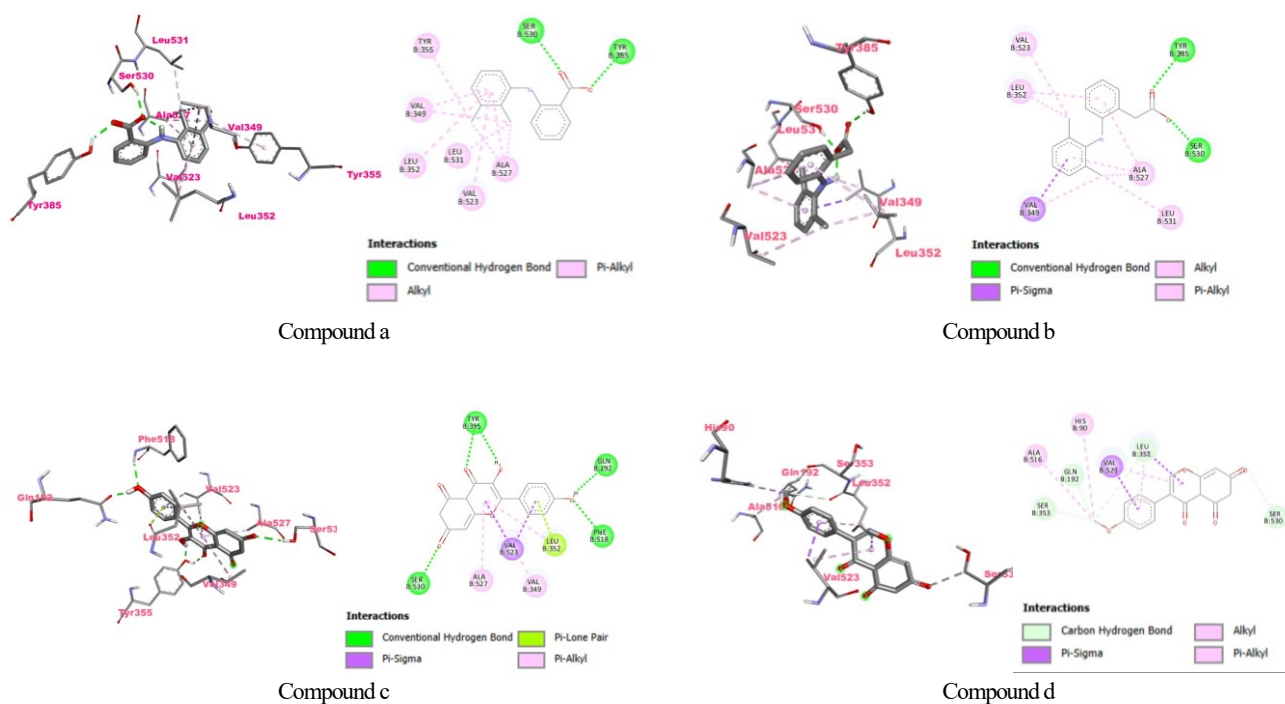 Leu531
Ser530
Val349
Tyr385
Val523
Leu352
Tyr355
TYR
B:355
VAL
B:349
LEU
B:352
LEU
B:531
VAL
B:523
ALA
B:527
SER
B:530
TYR
B:385
Interactions
Conventional Hydrogen Bond
Pi-Alkyl
Alkyl
Compound a
Tyr385
Ser530
Leu531
Val349
Val523
Leu352
VAL
B:523
LEU
B:352
VAL
B:349
ALA
B:527
LEU
B:531
TYR
B:385
SER
B:530
Interactions
Conventional Hydrogen Bond
Alkyl
Pi-Sigma
Pi-Alkyl
Compound b
Phe518
Val523
Ala527
Leu352
Val349
Tyr355
TYR
GLN
B:192
PHE
B:518
LEU
B:352
VAL
B:523
VAL
B:349
ALA
B:527
SER
B:530
Interactions
Conventional Hydrogen Bond
Pi-Lone Pair
Pi-Sigma
Pi-Alkyl
Compound c
His90
Gln192
Ser353
Leu352
Val523
HIS
B:90
ALA
B:516
GLN
B:192
SER
B:353
VAL
LEU
SER
B:530
Interactions
Carbon Hydrogen Bond
Alkyl
Pi-Sigma
Pi-Alkyl
Compound d